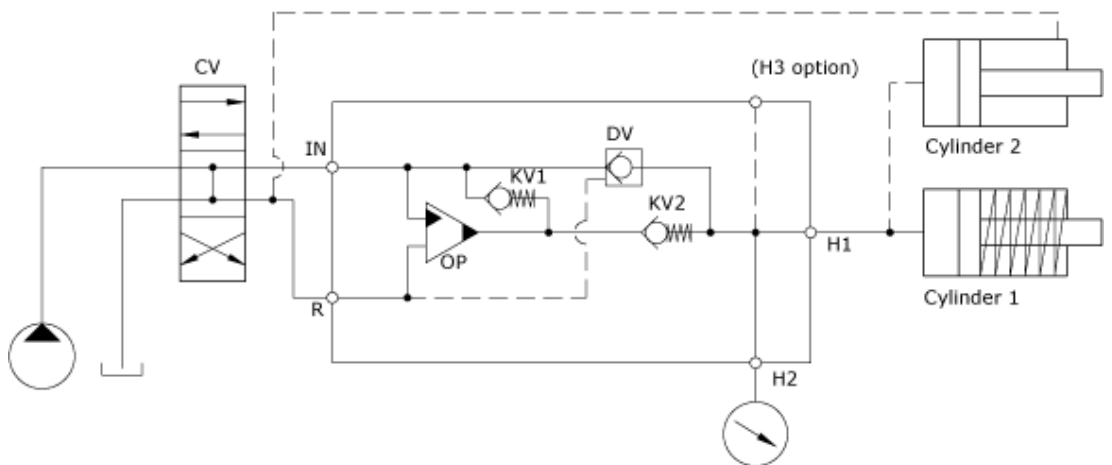 CV
(H3 option)
IN
DV
KV1
Cylinder 2
KV2
H1
OP
R
Cylinder 1
H2